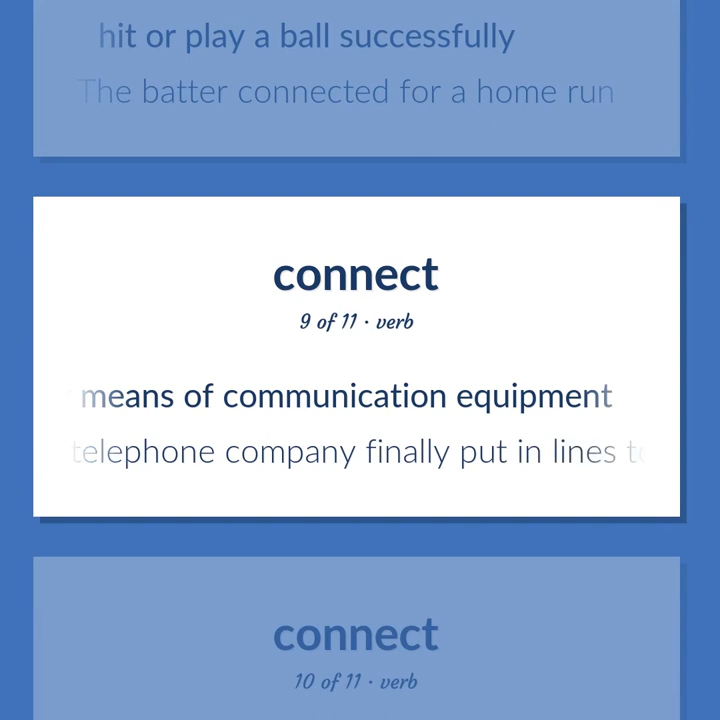 hit or play a ball successfully
The batter connected for a home run
connect
9 of 11 · verb
means of communication equipment
telephone company finally put in lines
connect
10 of 11 · verb